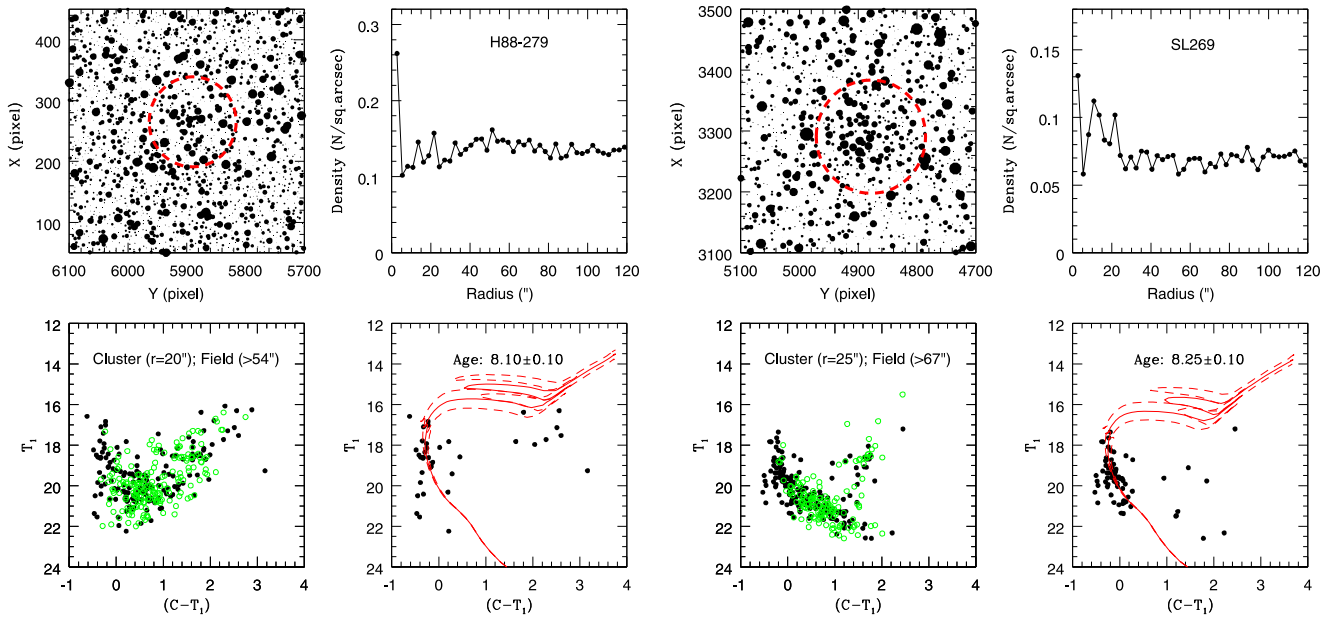 H88-279
X (pixel)
400
300
200
100
6100 6000 5900 5800 5700
Y (pixel)
Density (N/sq.arcsec)
0.3
0.2
0.1
0
0 20 40 60 80 100 120
Radius (")
SL269
X (pixel)
3500
3400
3300
3200
3100
5100 5000 4900 4800 4700
Y (pixel)
Density (N/sq.arcsec)
0.15
0.1
0.05
0
0 20 40 60 80 100 120
Radius (")
Cluster (r=20"); Field (>54")
T1
12
14
16
18
20
22
24
-1 0 1 2 3 4
(C-T1)
Age: 8.10±0.10
T1
12
14
16
18
20
22
24
-1 0 1 2 3 4
(C-T1)
Cluster (r=25"); Field (>67")
T1
12
14
16
18
20
22
24
-1 0 1 2 3 4
(C-T1)
Age: 8.25±0.10
T1
12
14
16
18
20
22
24
-1 0 1 2 3 4
(C-T1)